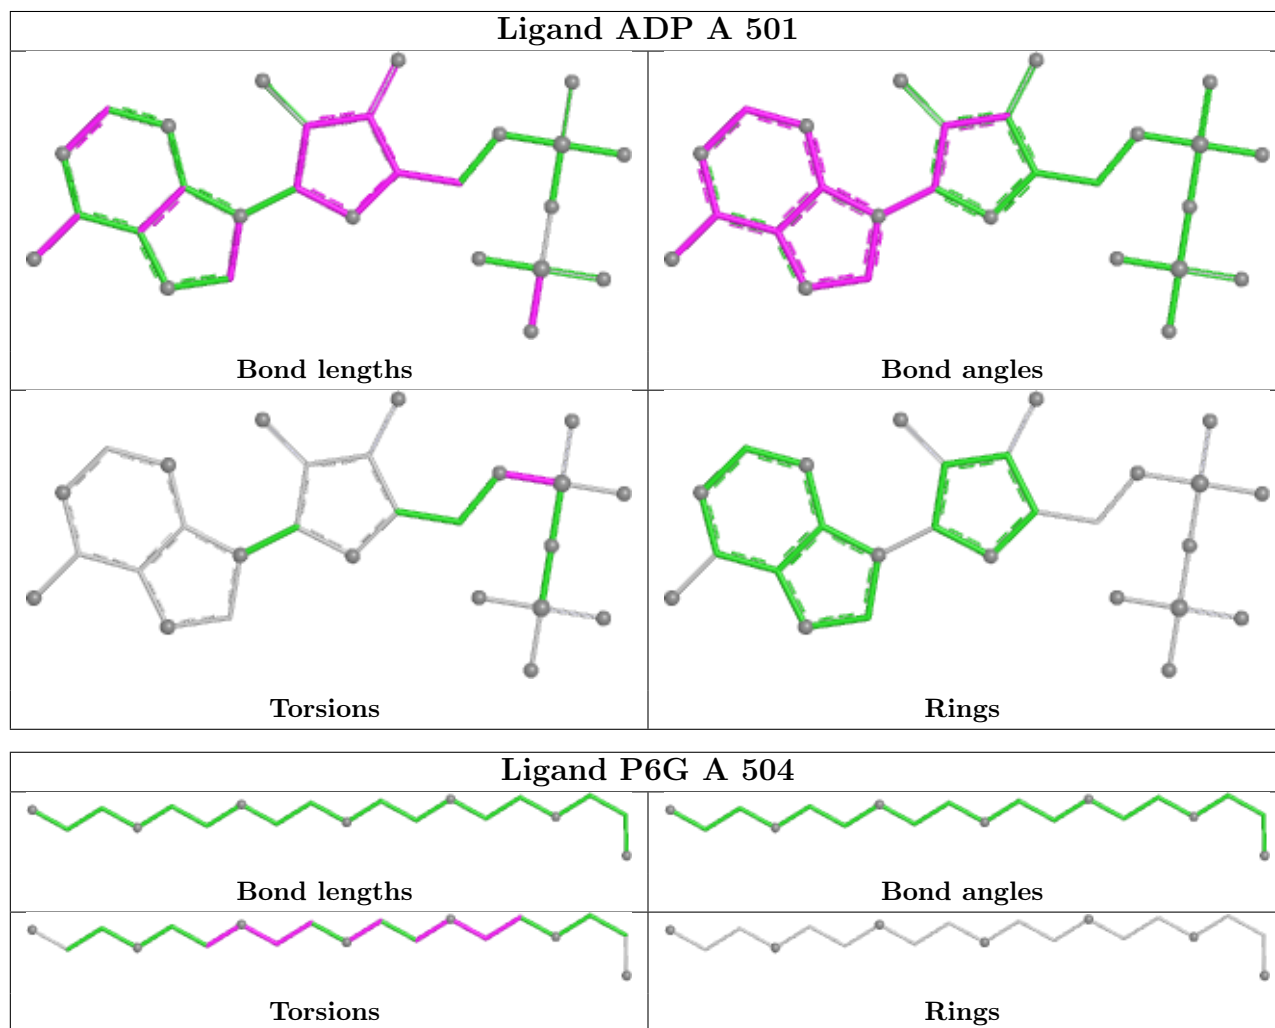 Ligand ADP A 501
Bond lengths
Bond angles
Torsions
Rings
Ligand P6G A 504
Bond lengths
Bond angles
Torsions
Rings